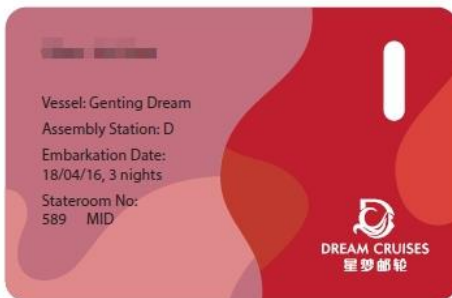 Vessel: Genting Dream
Assembly Station: D
Embarkation Date:
18/04/16, 3 nights
Stateroom No:
589 MID
DREAM CRUISES
星梦邮轮